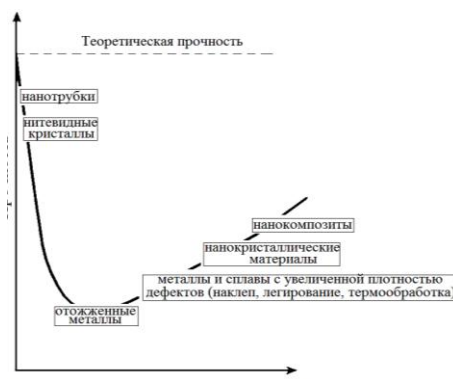 Теоретическая прочность
нанотрубки
нитевидные
кристаллы
нанокомпозиты
нанокристаллические
материалы
металлы и сплавы с увеличенной плотностью
дефектов (наклеп, легирование, термообработка)
отожженные
металлы